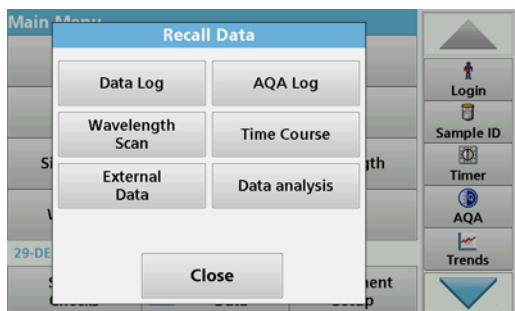 Main Menu
Recall Data
Data Log
AQA Log
Wavelength
Scan
Time Course
External
Data
Data analysis
Close
29-DE
Login
Sample ID
Timer
AQA
Trends